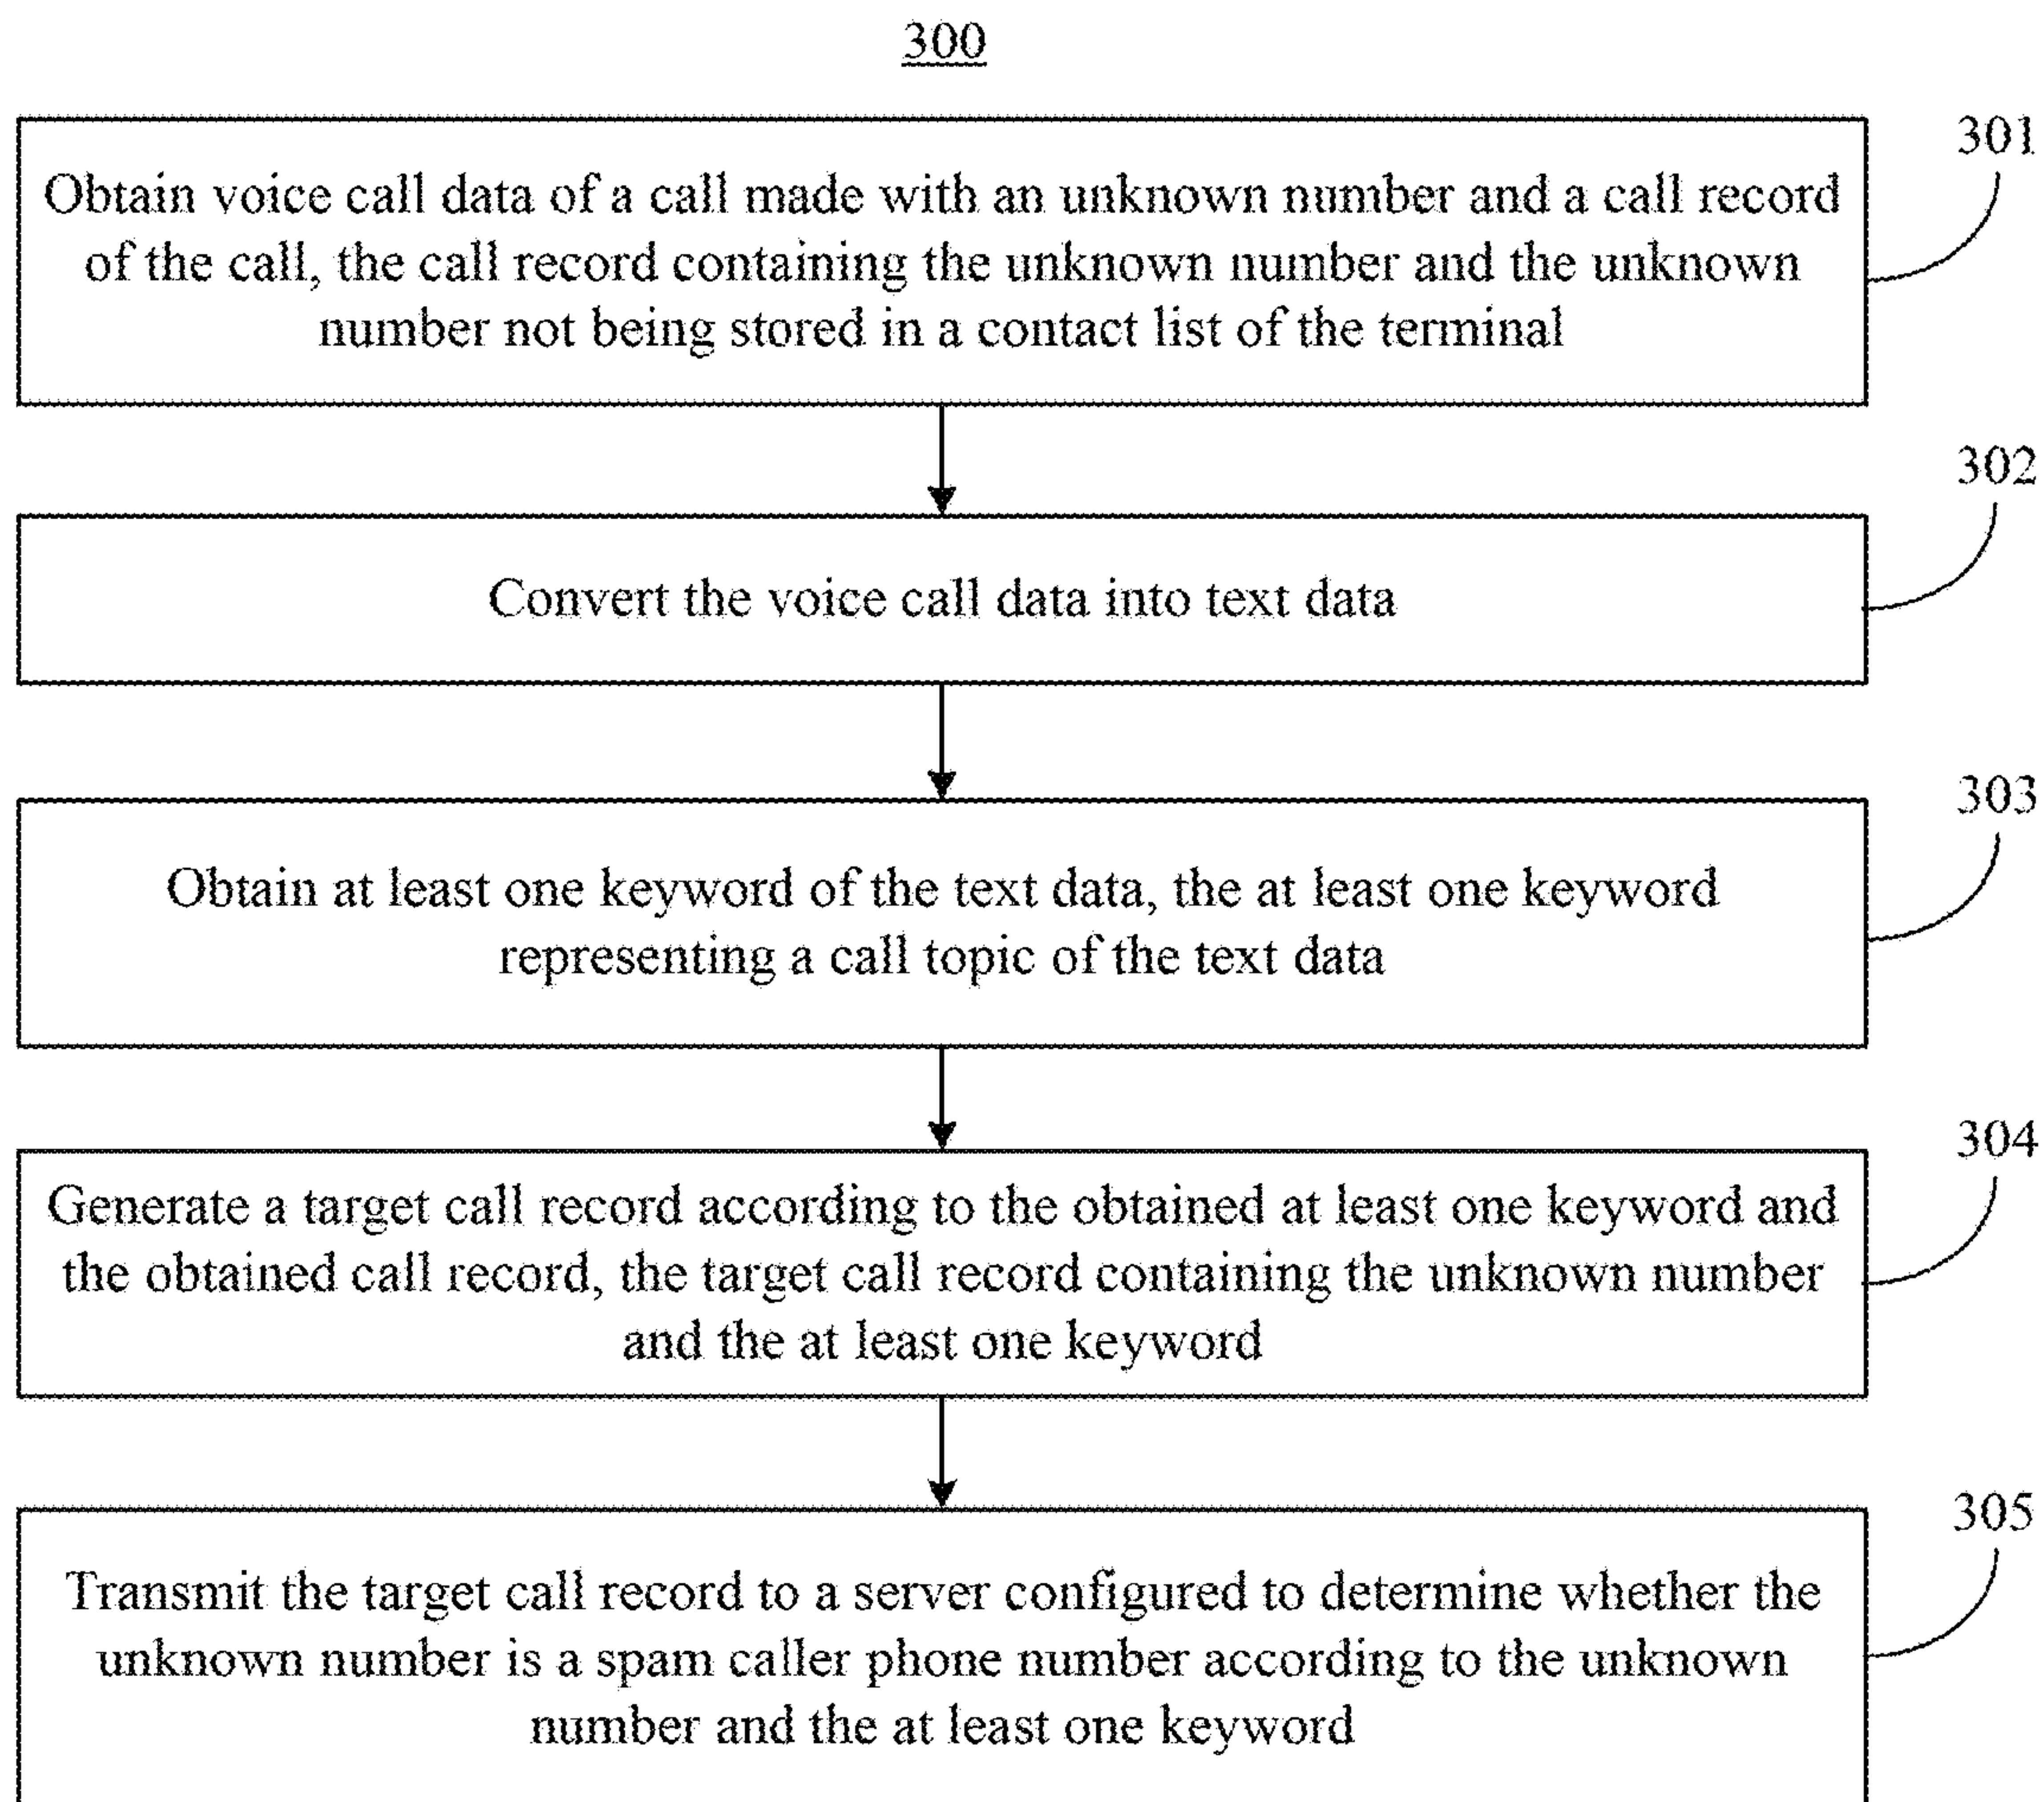 300
301
Obtain voice call data of a call made with an unknown number and a call record
of the call, the call record containing the unknown number and the unknown
number not being stored in a contact list of the terminal
302
Convert the voice call data into text data
303
Obtain at least one keyword of the text data, the at least one keyword
representing a call topic of the text data
304
Generate a target call record according to the obtained at least one keyword and
the obtained call record, the target call record containing the unknown number
and the at least one keyword
305
Transmit the target call record to a server configured to determine whether the
unknown number is a spam caller phone number according to the unknown
number and the at least one keyword